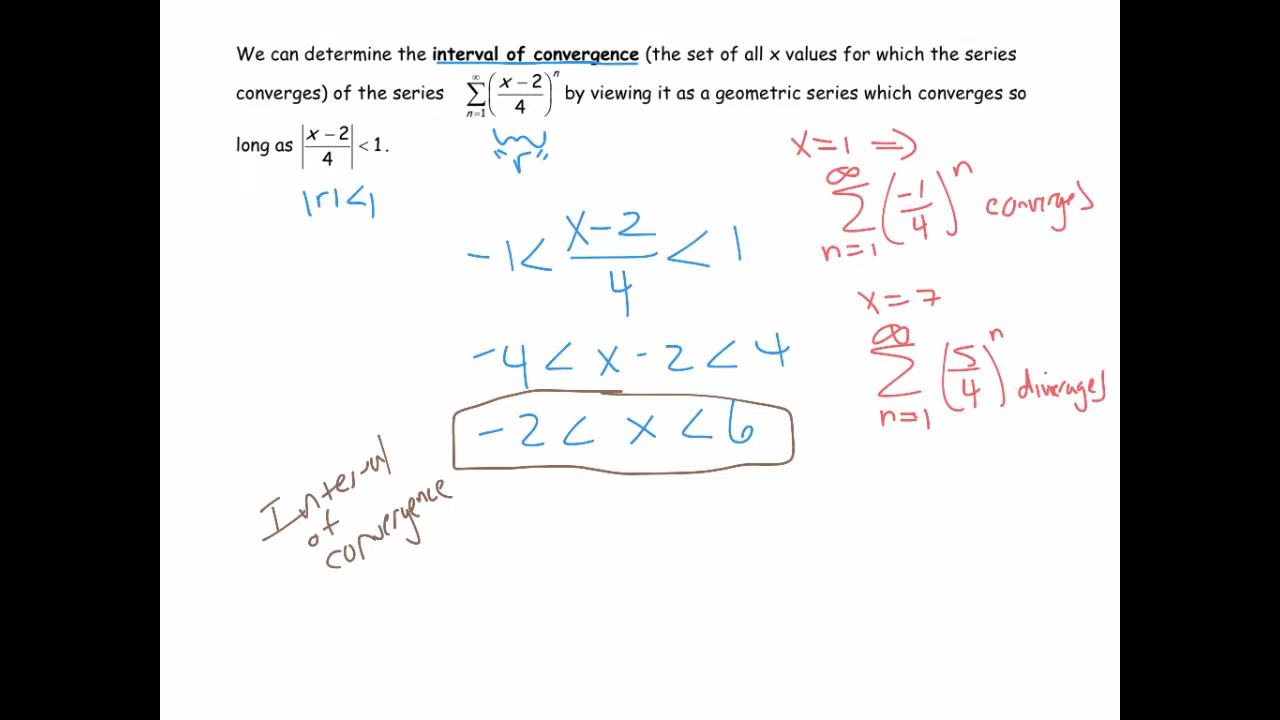 We can determine the interval of convergence (the set of all x values for which the series
converges) of the series ∑_{n=1}^{∞} ((x − 2)/4)^n by viewing it as a geometric series which converges so
long as |(x − 2)/4| < 1.
"r"
|r| < 1
-1 < (x-2)/4 < 1
-4 < x - 2 < 4
-2 < x < 6
Interval
of
convergence
x = 1 ⇒
∑_{n=1}^{∞} (-1/4)^n converges
x = 7
∑_{n=1}^{∞} (5/4)^n diverages